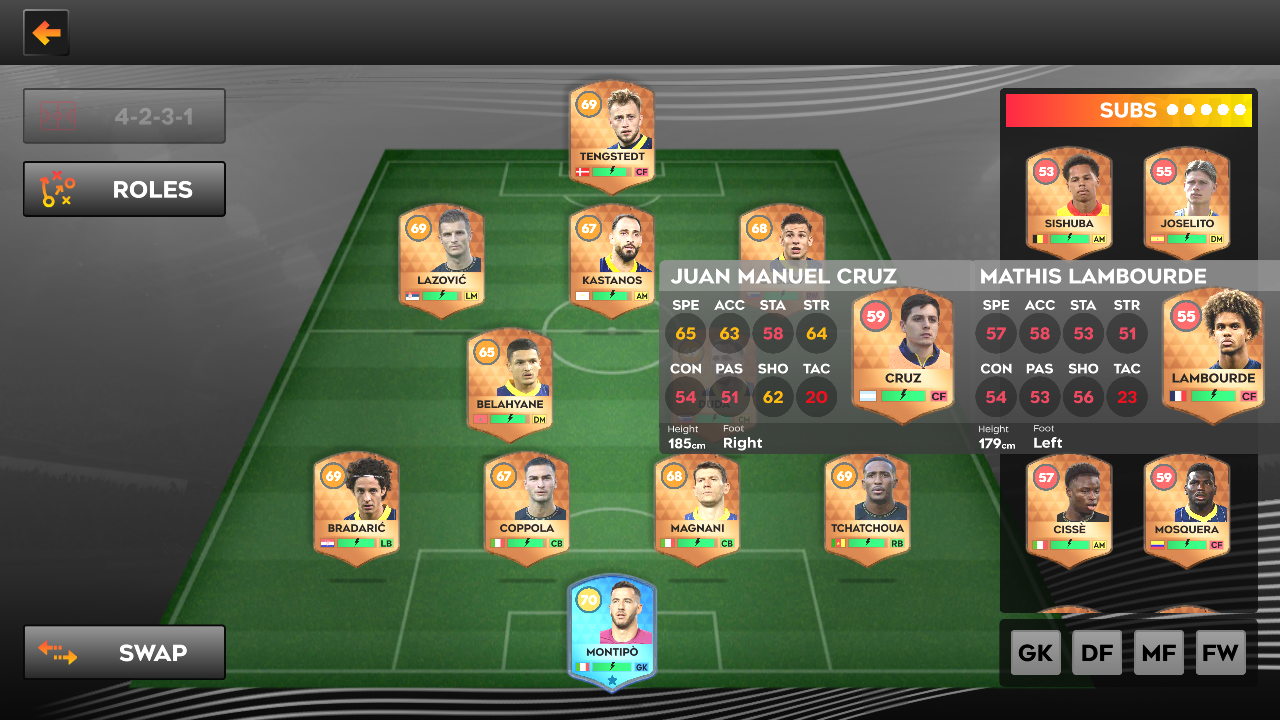 4-2-3-1
ROLES
SUBS
69
TENGSTEDT
CF
53
SISHUBA
AM
55
JOSELITO
DM
69
LAZOVIĆ
LM
67
KASTANOS
AM
68
JUAN MANUEL CRUZ
SPE ACC STA STR
65 63 58 64
CON PAS SHO TAC
54 51 62 20
Height
185cm
Foot
Right
59
CRUZ
CF
MATHIS LAMBOURDE
SPE ACC STA STR
57 58 53 51
CON PAS SHO TAC
54 53 56 23
Height
179cm
Foot
Left
55
LAMBOURDE
CF
65
BELAHYANE
DM
DUDA
69
BRADARIĆ
LB
67
COPPOLA
CB
68
MAGNANI
CB
69
TCHATCHOUA
RB
57
CISSÈ
AM
59
MOSQUERA
CF
70
MONTIPÒ
GK
SWAP
GK DF MF FW